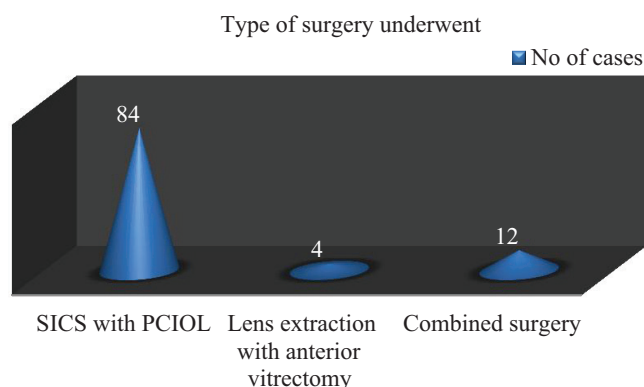 Type of surgery underwent
No of cases
84
4
12
SICS with PCIOL
Lens extraction
with anterior
vitrectomy
Combined surgery